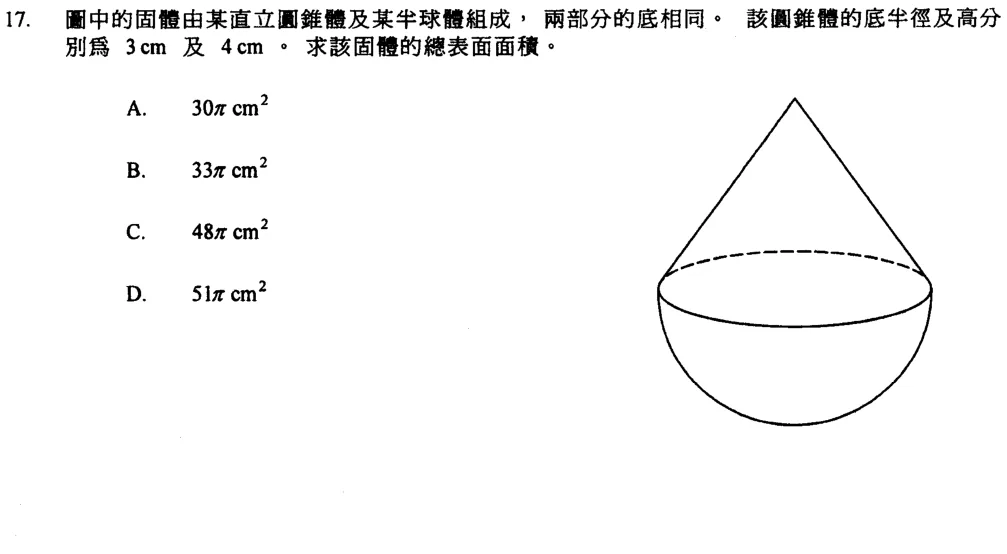 17. 圖中的固體由某直立圓錐體及某半球體組成，兩部分的底相同。 該圓錐體的底半徑及高分
別爲 3 cm 及 4 cm 。 求該固體的總表面面積。
A. 30π cm²
B. 33π cm²
C. 48π cm²
D. 51π cm²